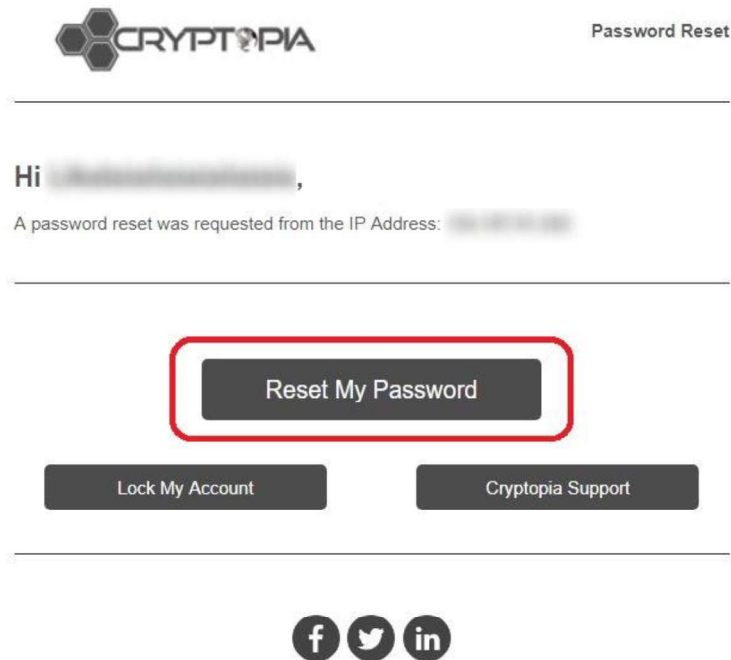 CRYPTOPIA
Password Reset
Hi ,
A password reset was requested from the IP Address:
Reset My Password
Lock My Account
Cryptopia Support
f in